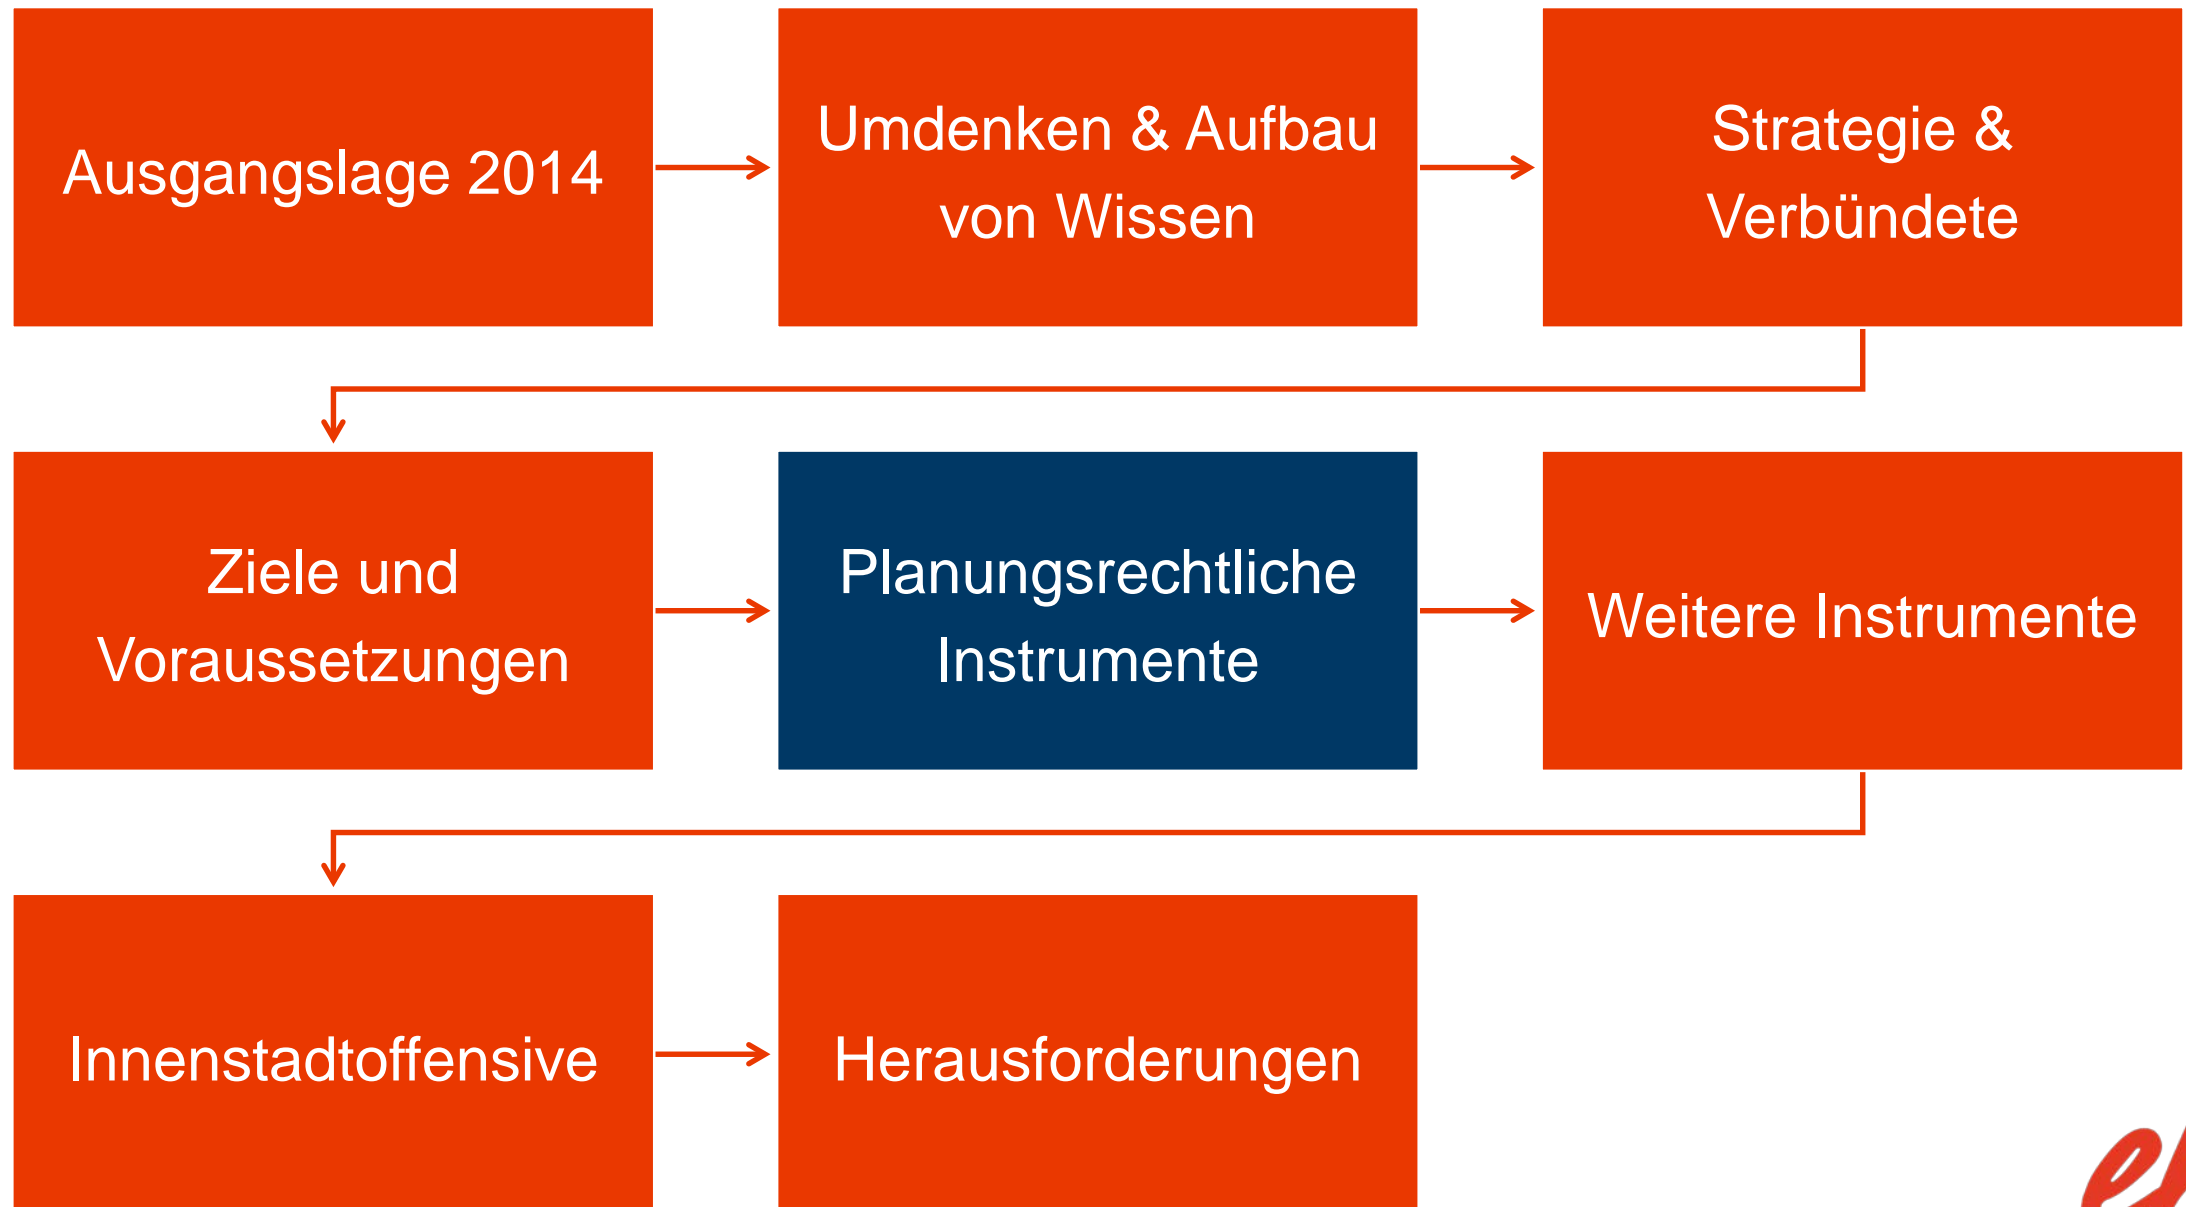 Ausgangslage 2014
Umdenken & Aufbau
von Wissen
Strategie &
Verbündete
Ziele und
Voraussetzungen
Planungsrechtliche
Instrumente
Weitere Instrumente
Innenstadtoffensive
Herausforderungen